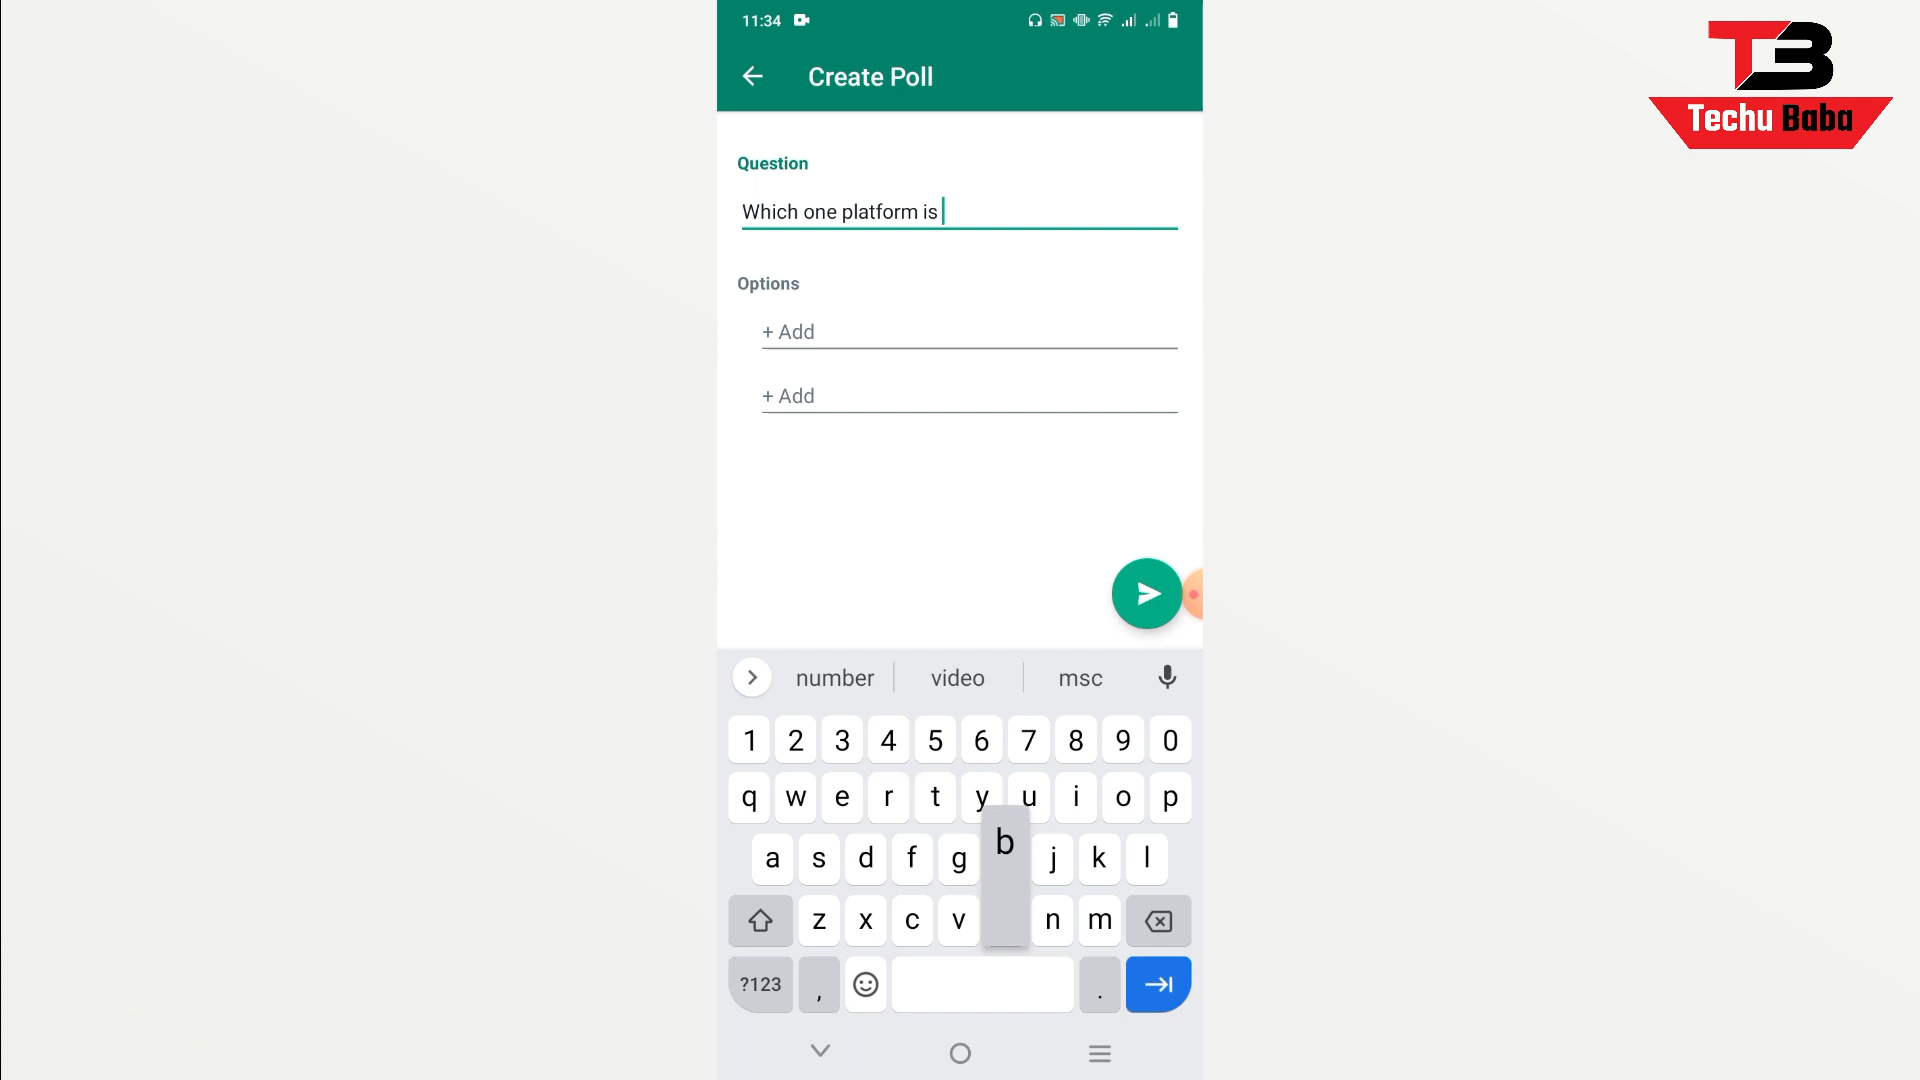 11:34
Create Poll
T3
Techu Baba
Question
Which one platform is
Options
+ Add
+ Add
number video msc
1 2 3 4 5 6 7 8 9 0
q w e r t y u i o p
a s d f g b j k l
z x c v n m
?123 , .